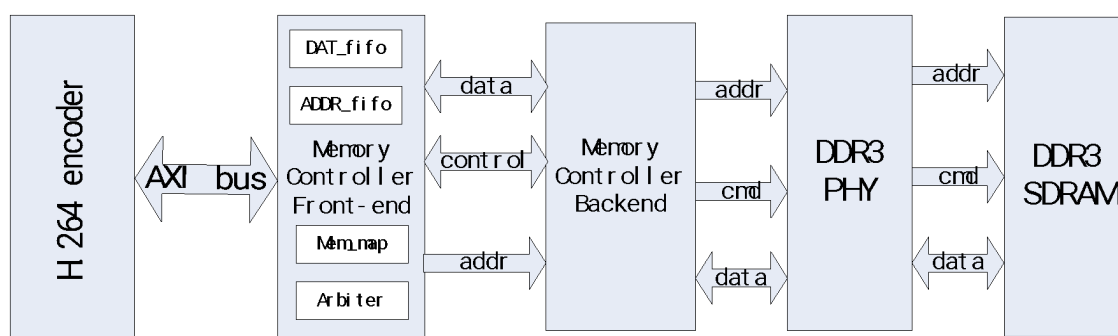 H.264 encoder
AXI bus
DAT_fifo
ADDR_fifo
Memory
Controller
Front-end
Mem_map
Arbiter
data
control
addr
Memory
Controller
Backend
addr
cmd
data
DDR3
PHY
addr
cmd
data
DDR3
SDRAM